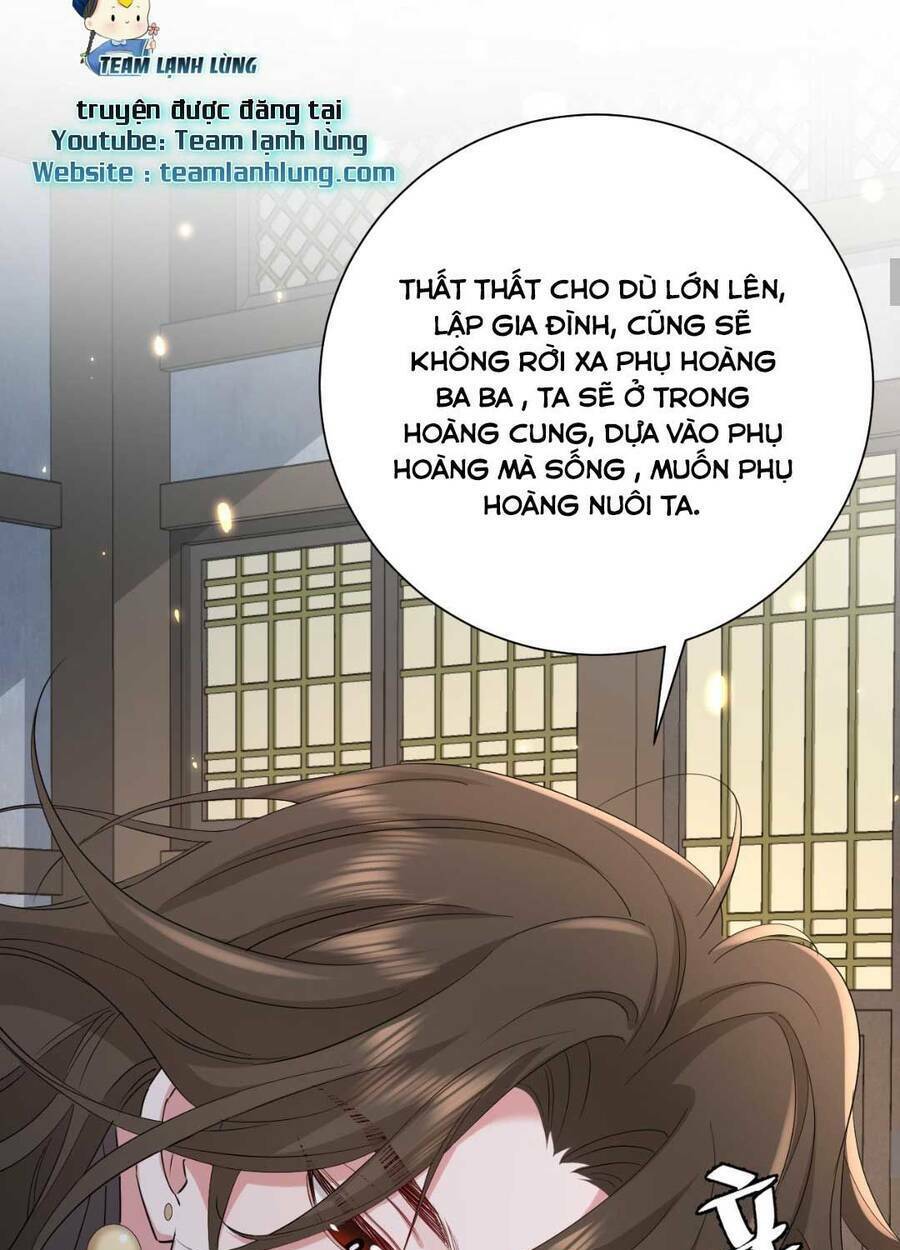 TEAM LẠNH LÙNG
truyện được đăng tại
Youtube: Team lạnh lùng
Website : teamlanhlung.com
THẤT THẤT CHO DÙ LỚN LÊN,
LẬP GIA ĐÌNH, CŨNG SẼ
KHÔNG RỜI XA PHỤ HOÀNG
BA BA , TA SẼ Ở TRONG
HOÀNG CUNG, DỰA VÀO PHỤ
HOÀNG MÀ SỐNG , MUỐN PHỤ
HOÀNG NUÔI TA.